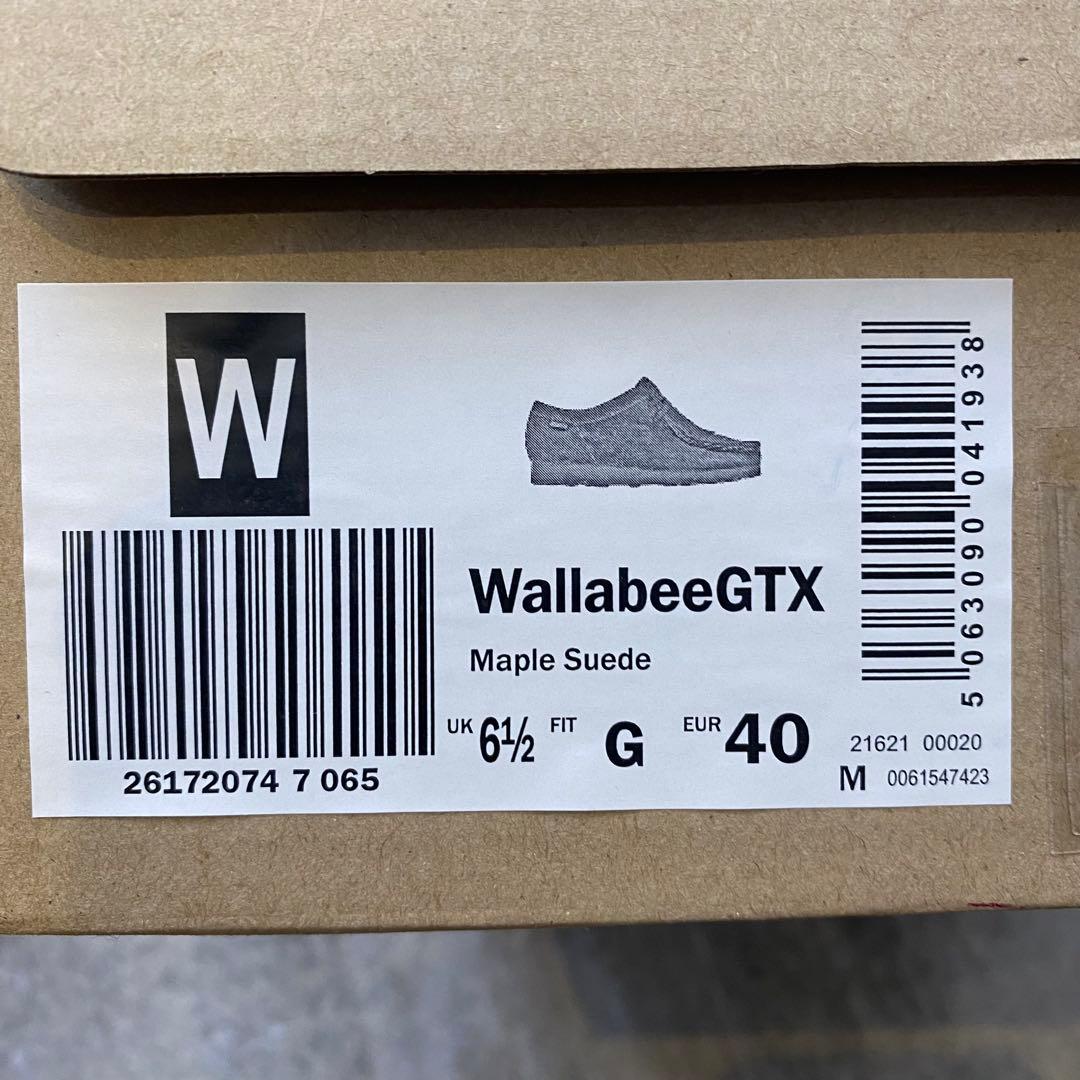 W
26172074 7 065
WallabeeGTX
Maple Suede
UK 6½ FIT G EUR 40
5 063090 041938
21621 00020
M 0061547423